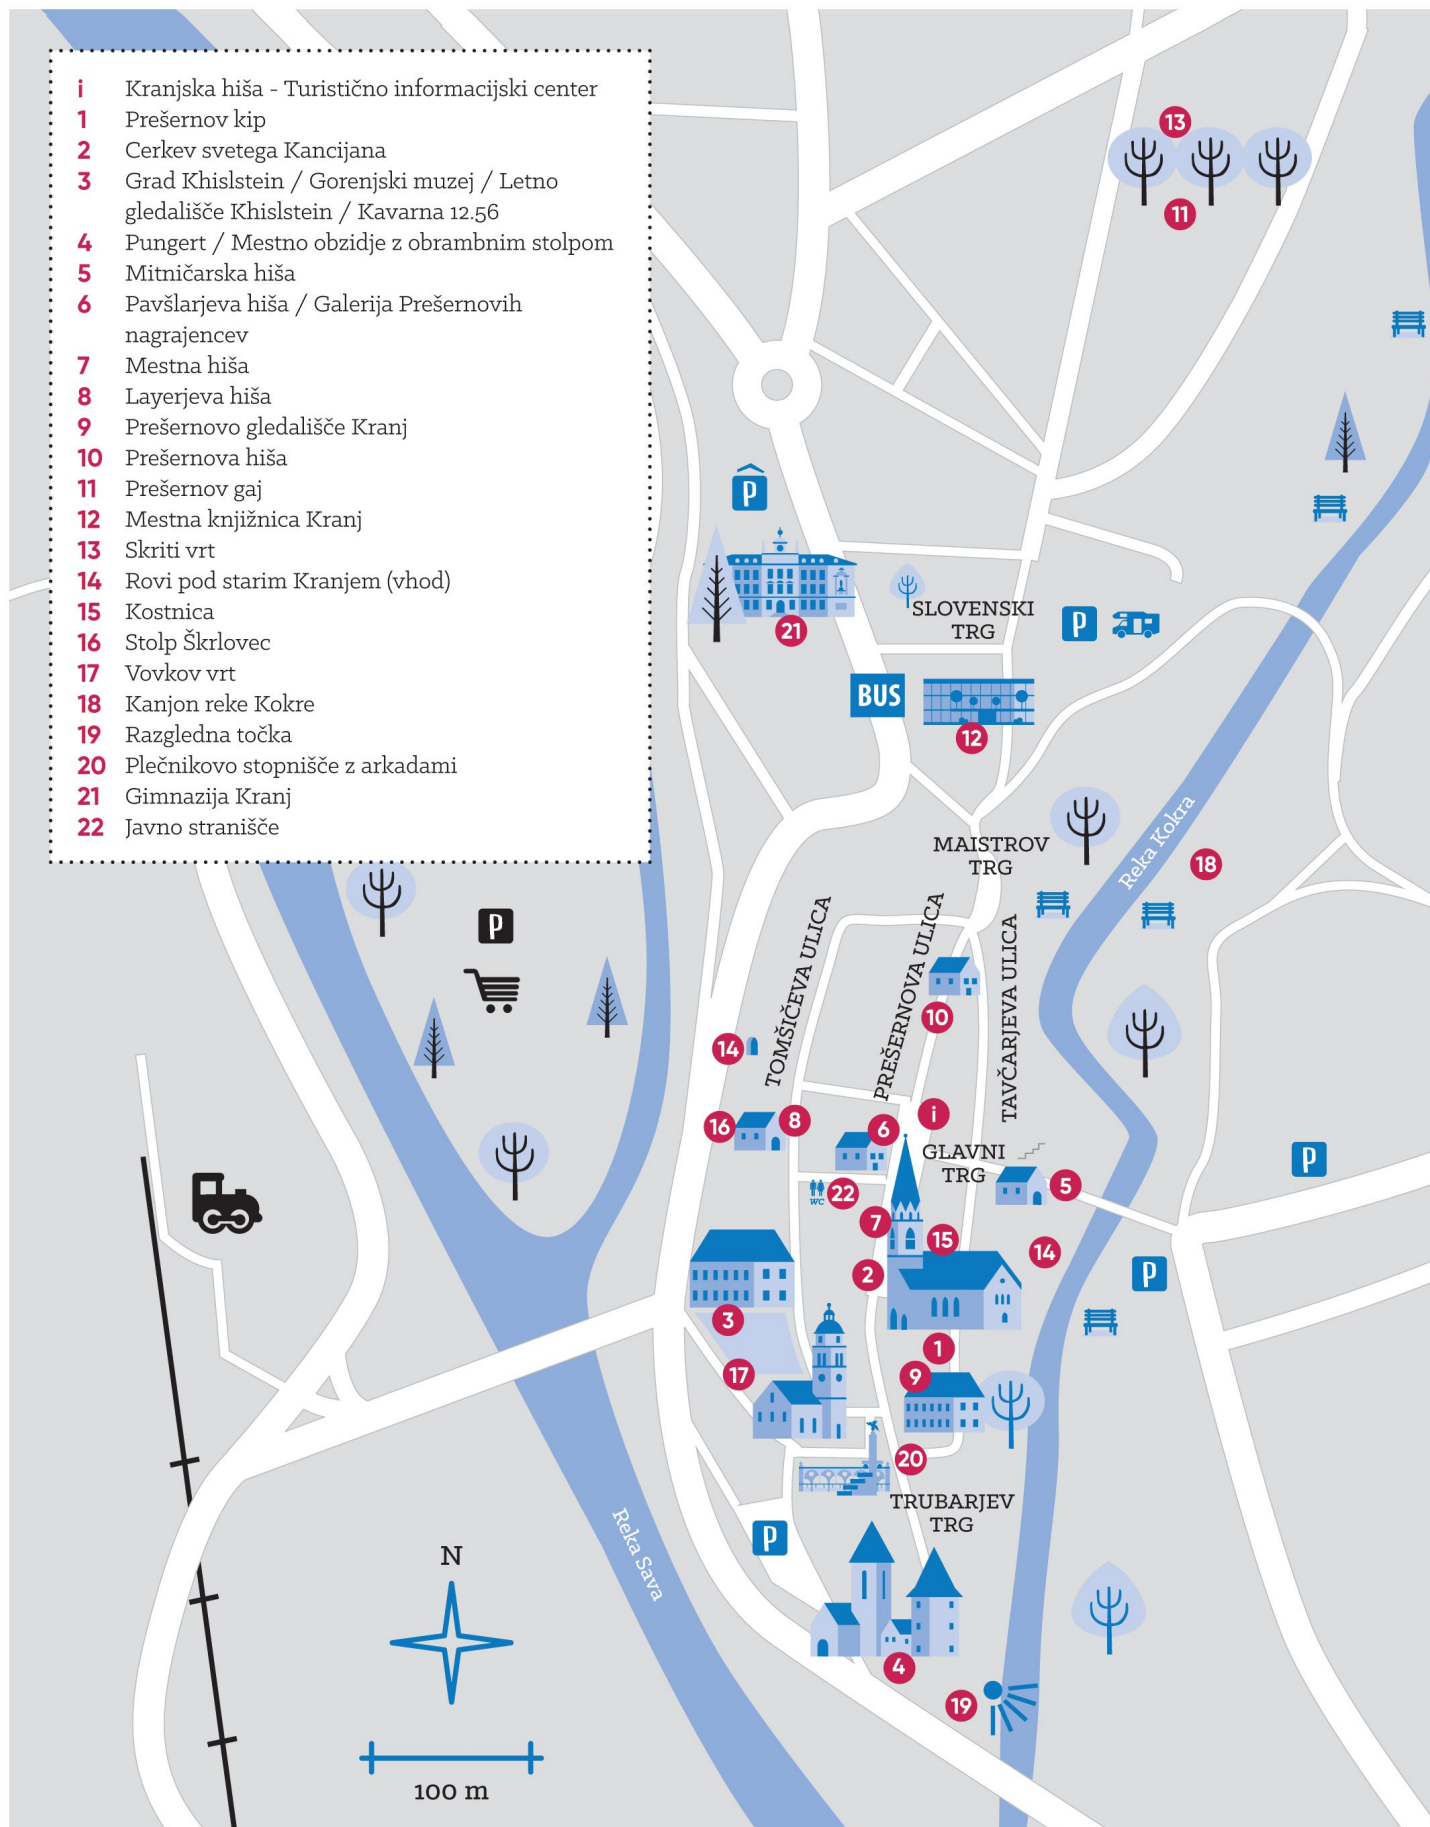 i Kranjska hiša - Turistično informacijski center
1 Prešernov kip
2 Cerkev svetega Kancijana
3 Grad Khislstein / Gorenjski muzej / Letno
gledališče Khislstein / Kavarna 12.56
4 Pungert / Mestno obzidje z obrambnim stolpom
5 Mitničarska hiša
6 Pavšlarjeva hiša / Galerija Prešernovih
nagrajencev
7 Mestna hiša
8 Layerjeva hiša
9 Prešernovo gledališče Kranj
10 Prešernova hiša
11 Prešernov gaj
12 Mestna knjižnica Kranj
13 Skriti vrt
14 Rovi pod starim Kranjem (vhod)
15 Kostnica
16 Stolp Škrlovec
17 Vovkov vrt
18 Kanjon reke Kokre
19 Razgledna točka
20 Plečnikovo stopnišče z arkadami
21 Gimnazija Kranj
22 Javno stranišče
13
11
P
21
SLOVENSKI
TRG
P
BUS
12
MAISTROV
TRG
Reka Kokra
18
P
TOMŠIČEVA ULICA
PREŠERNOVA ULICA
TAVČARJEVA ULICA
10
14
16
8
6
i
GLAVNI
TRG
5
P
WC
22
7
15
14
2
P
3
1
17
9
20
TRUBARJEV
TRG
P
Reka Sava
N
4
19
100 m